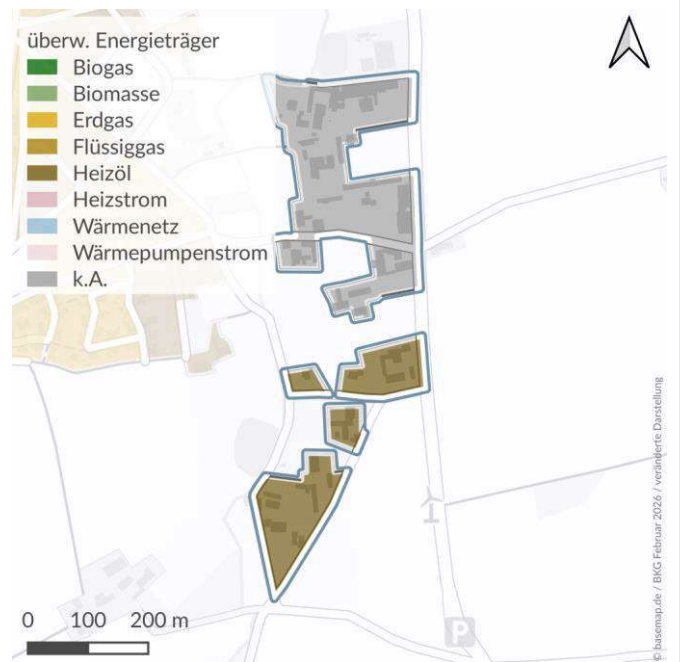 überw. Energieträger
Biogas
Biomasse
Erdgas
Flüssiggas
Heizöl
Heizstrom
Wärmenetz
Wärmepumpenstrom
k.A.
0 100 200 m
P
© basemap.de / BKG Februar 2026 / veränderte Darstellung